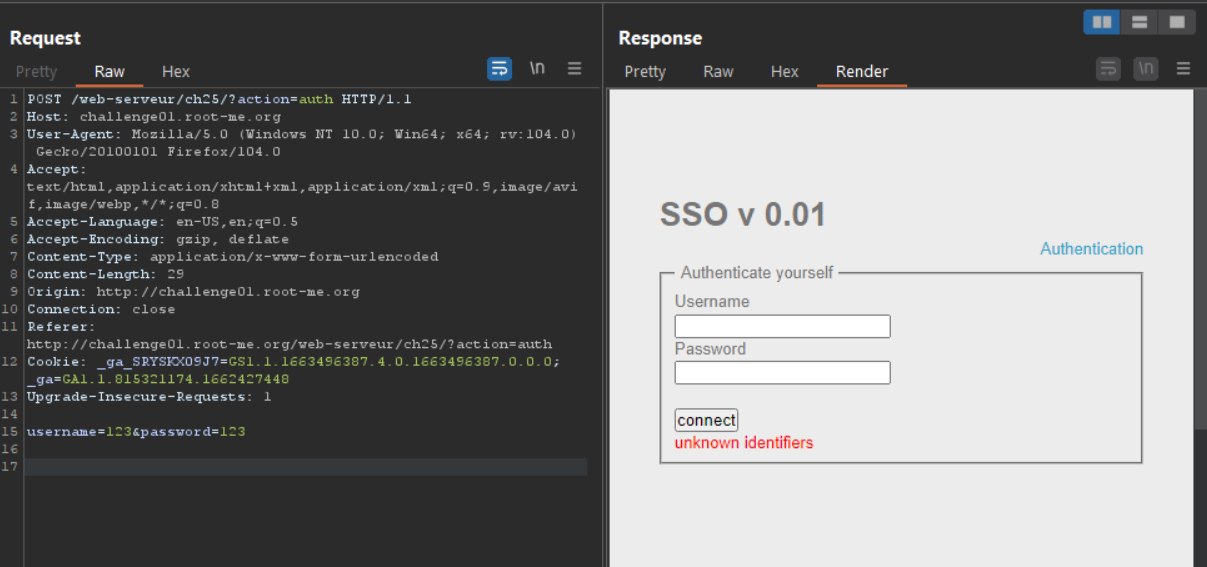 Request
Pretty Raw Hex \n
1 POST /web-serveur/ch25/?action=auth HTTP/1.1
2 Host: challenge01.root-me.org
3 User-Agent: Mozilla/5.0 (Windows NT 10.0; Win64; x64; rv:104.0)
Gecko/20100101 Firefox/104.0
4 Accept:
text/html,application/xhtml+xml,application/xml;q=0.9,image/avi
f,image/webp,*/*;q=0.8
5 Accept-Language: en-US,en;q=0.5
6 Accept-Encoding: gzip, deflate
7 Content-Type: application/x-www-form-urlencoded
8 Content-Length: 29
9 Origin: http://challenge01.root-me.org
10 Connection: close
11 Referer:
http://challenge01.root-me.org/web-serveur/ch25/?action=auth
12 Cookie: _ga_SRYSKX09J7=GS1.1.1663496387.4.0.1663496387.0.0.0;
_ga=GA1.1.815321174.1662427448
13 Upgrade-Insecure-Requests: 1
14
15 username=123&password=123
16
17
Response
Pretty Raw Hex Render \n
SSO v 0.01
Authentication
Authenticate yourself
Username
Password
connect
unknown identifiers